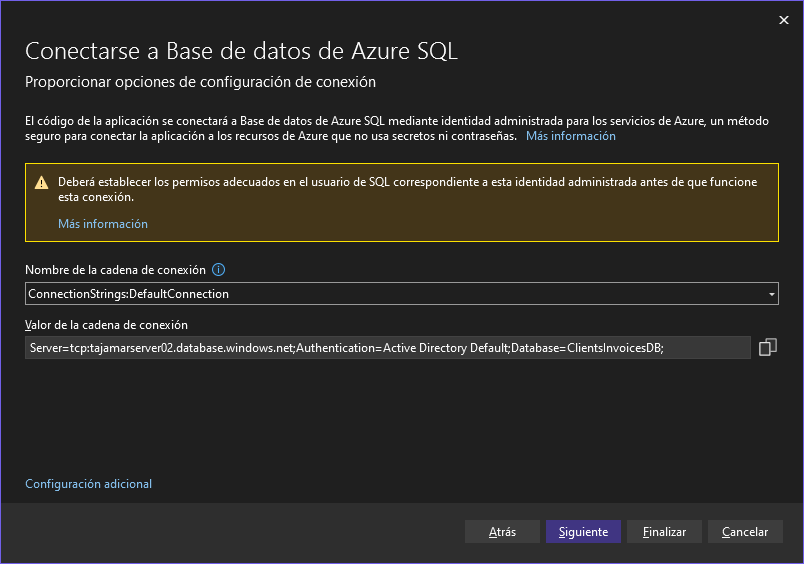 Conectarse a Base de datos de Azure SQL
Proporcionar opciones de configuración de conexión
El código de la aplicación se conectará a Base de datos de Azure SQL mediante identidad administrada para los servicios de Azure, un método
seguro para conectar la aplicación a los recursos de Azure que no usa secretos ni contraseñas. Más información
Deberá establecer los permisos adecuados en el usuario de SQL correspondiente a esta identidad administrada antes de que funcione
esta conexión.
Más información
Nombre de la cadena de conexión
ConnectionStrings:DefaultConnection
Valor de la cadena de conexión
Server=tcp:tajamarserver02.database.windows.net;Authentication=Active Directory Default;Database=ClientsInvoicesDB;
Configuración adicional
Atrás Siguiente Finalizar Cancelar